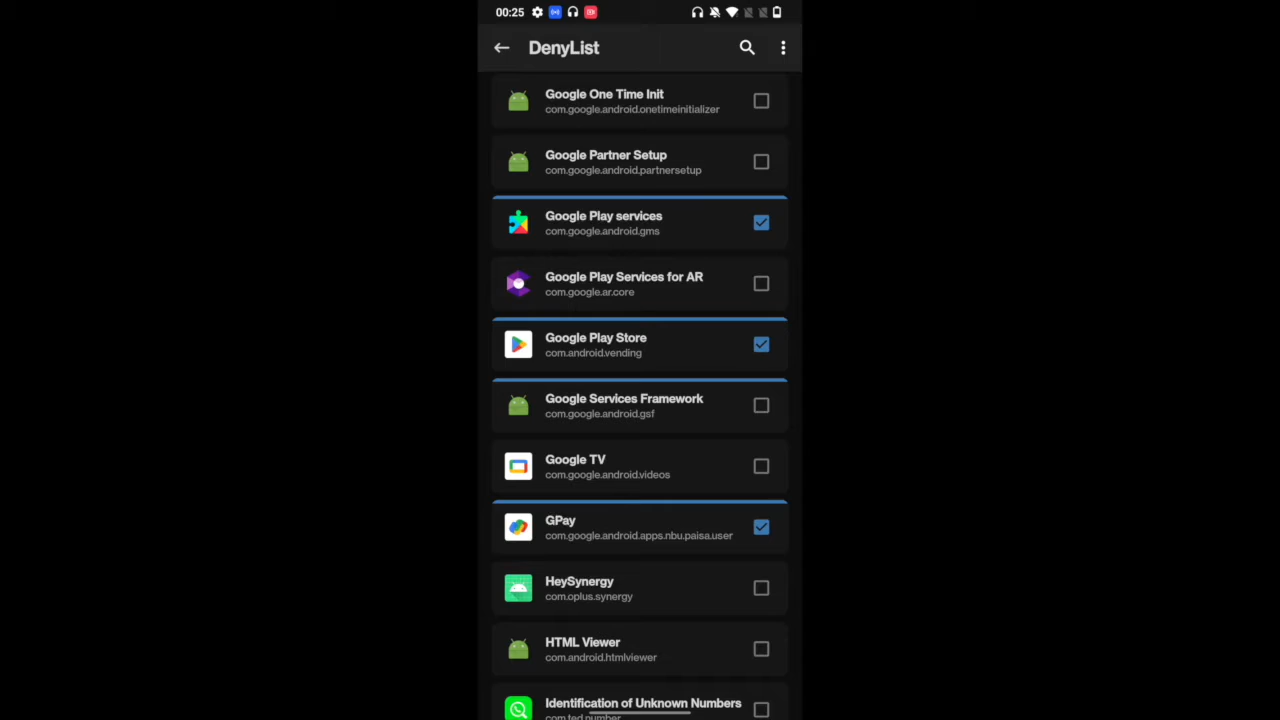 00:25
DenyList
Google One Time Init
com.google.android.onetimeinitializer
Google Partner Setup
com.google.android.partnersetup
Google Play services
com.google.android.gms
Google Play Services for AR
com.google.ar.core
Google Play Store
com.android.vending
Google Services Framework
com.google.android.gsf
Google TV
com.google.android.videos
GPay
com.google.android.apps.nbu.paisa.user
HeySynergy
com.oplus.synergy
HTML Viewer
com.android.htmlviewer
Identification of Unknown Numbers
com.ted.number